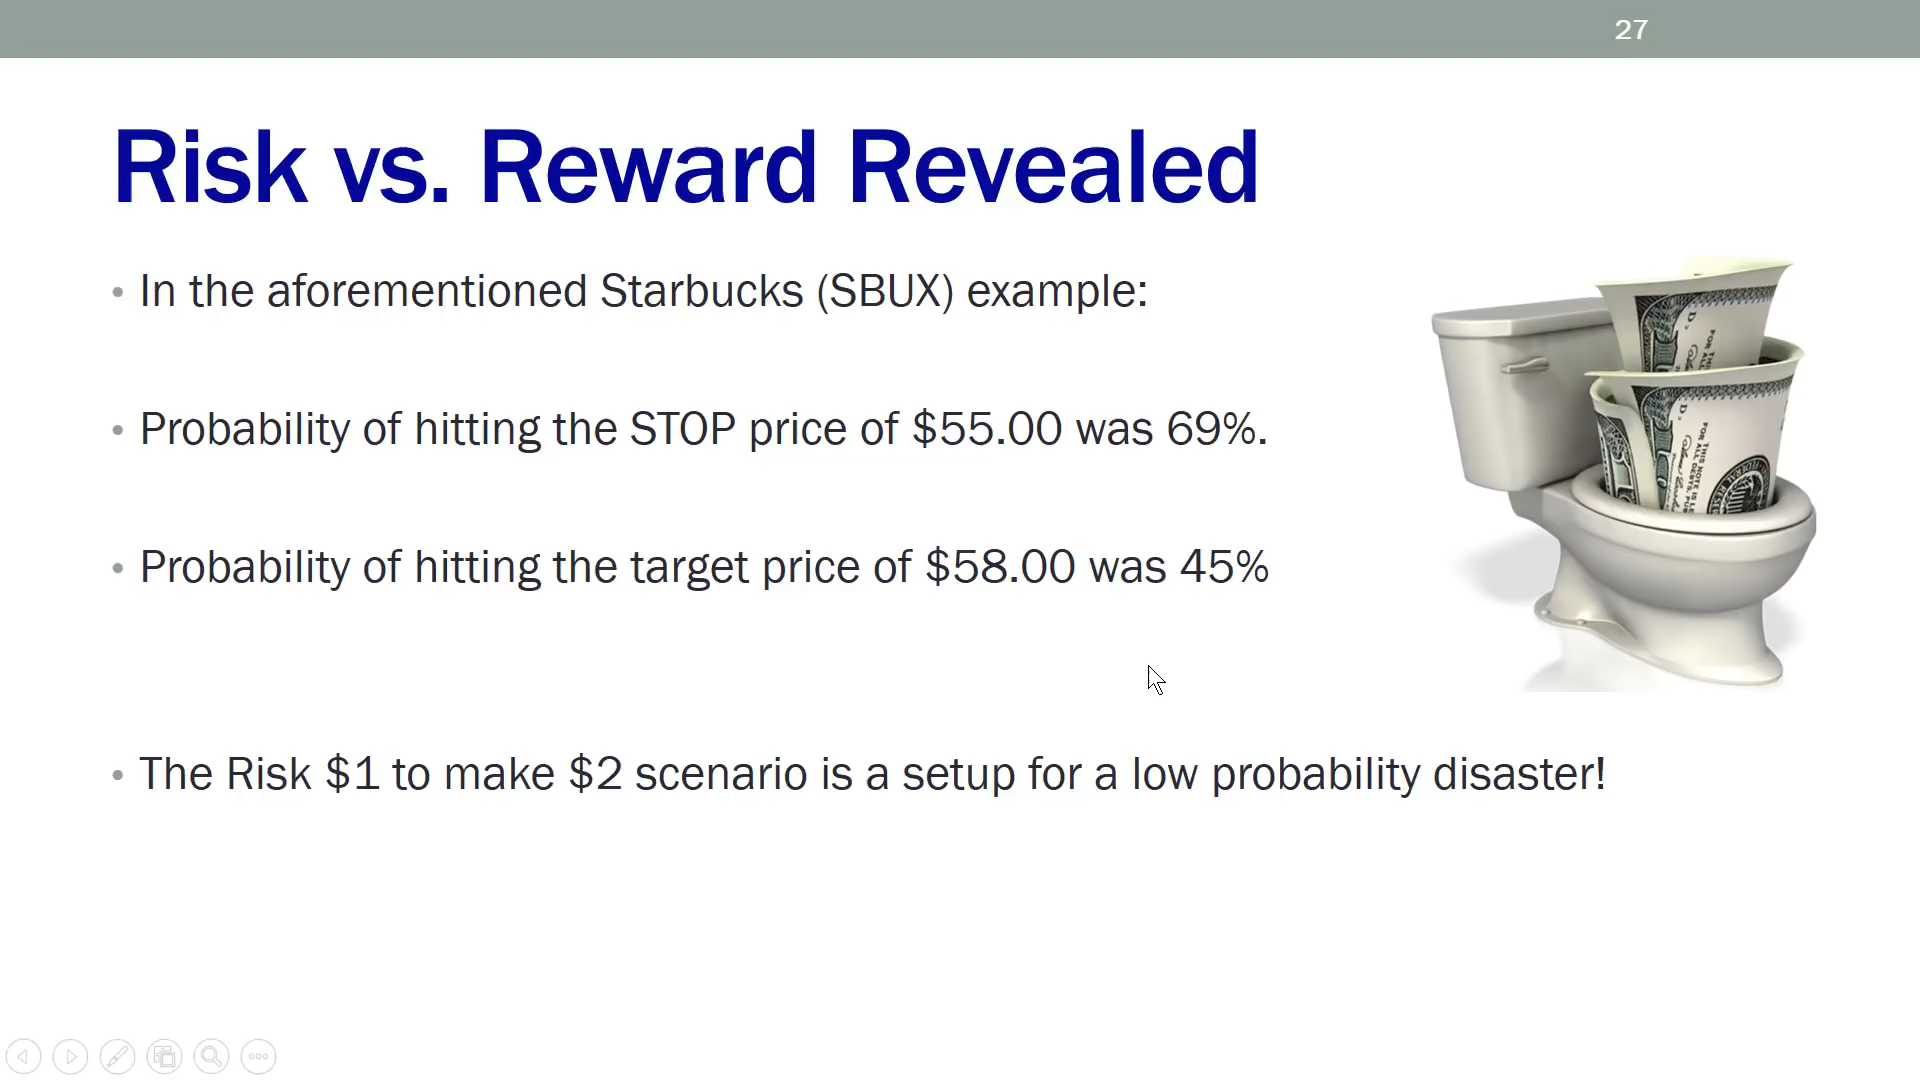 27
Risk vs. Reward Revealed
• In the aforementioned Starbucks (SBUX) example:
• Probability of hitting the STOP price of $55.00 was 69%.
• Probability of hitting the target price of $58.00 was 45%
• The Risk $1 to make $2 scenario is a setup for a low probability disaster!